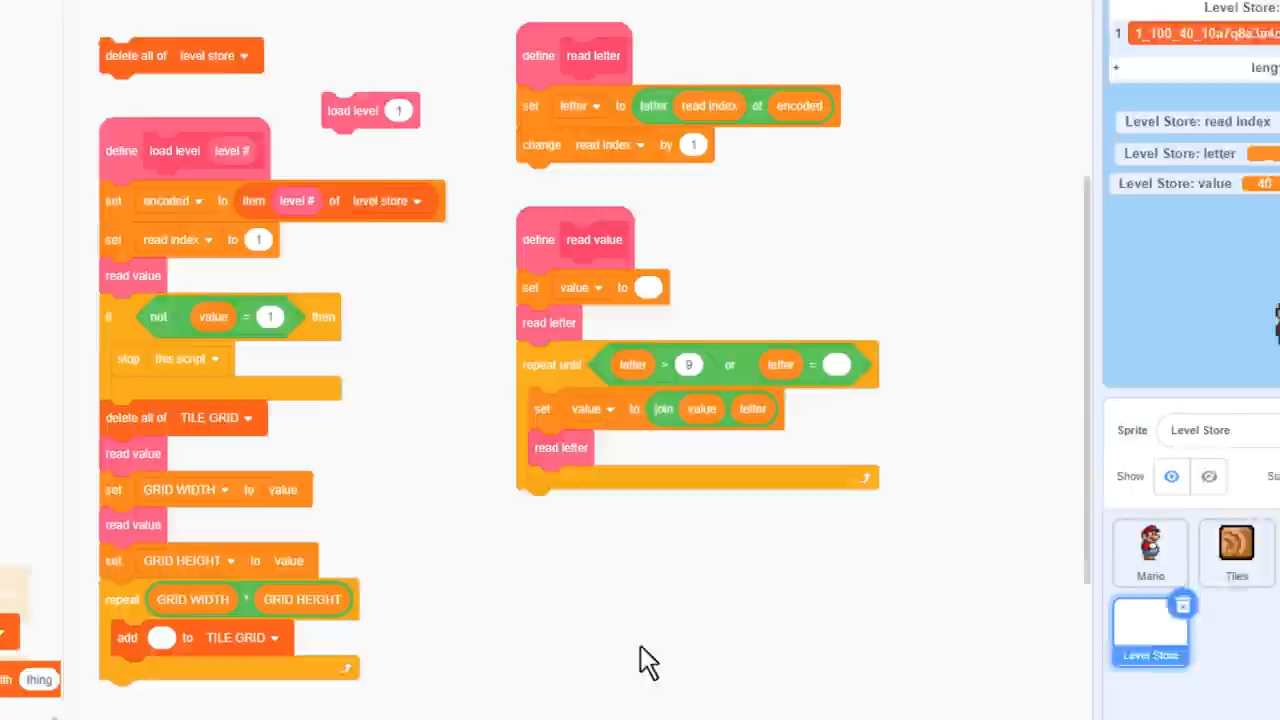 delete all of level store
load level 1
define load level level #
set encoded to item level # of level store
set read index to 1
read value
if not value = 1 then
stop this script
delete all of TILE GRID
read value
set GRID WIDTH to value
read value
set GRID HEIGHT to value
repeat GRID WIDTH * GRID HEIGHT
add to TILE GRID
define read letter
set letter to letter read index of encoded
change read index by 1
define read value
set value to
read letter
repeat until letter > 9 or letter =
set value to join value letter
read letter
thing
Level Store:
1
+
Level Store: read index
Level Store: letter
Level Store: value 40
Sprite Level Store
Show
Mario
Tiles
Level Store